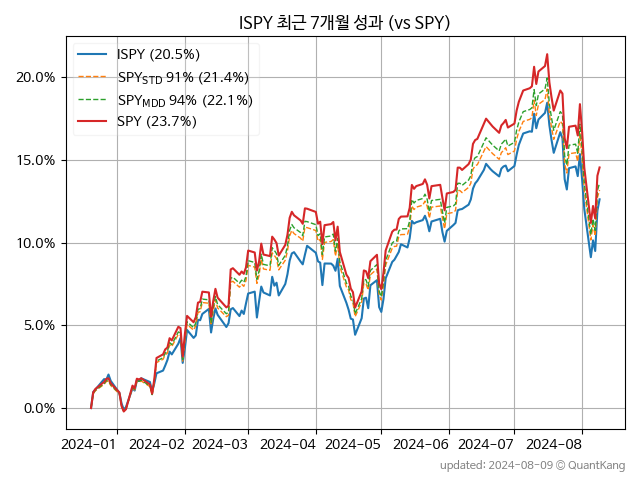 ISPY 최근 7개월 성과 (vs SPY)
ISPY (20.5%)
SPY_STD 91% (21.4%)
SPY_MDD 94% (22.1%)
SPY (23.7%)
20.0%
15.0%
10.0%
5.0%
0.0%
2024-01 2024-02 2024-03 2024-04 2024-05 2024-06 2024-07 2024-08
updated: 2024-08-09 © QuantKang